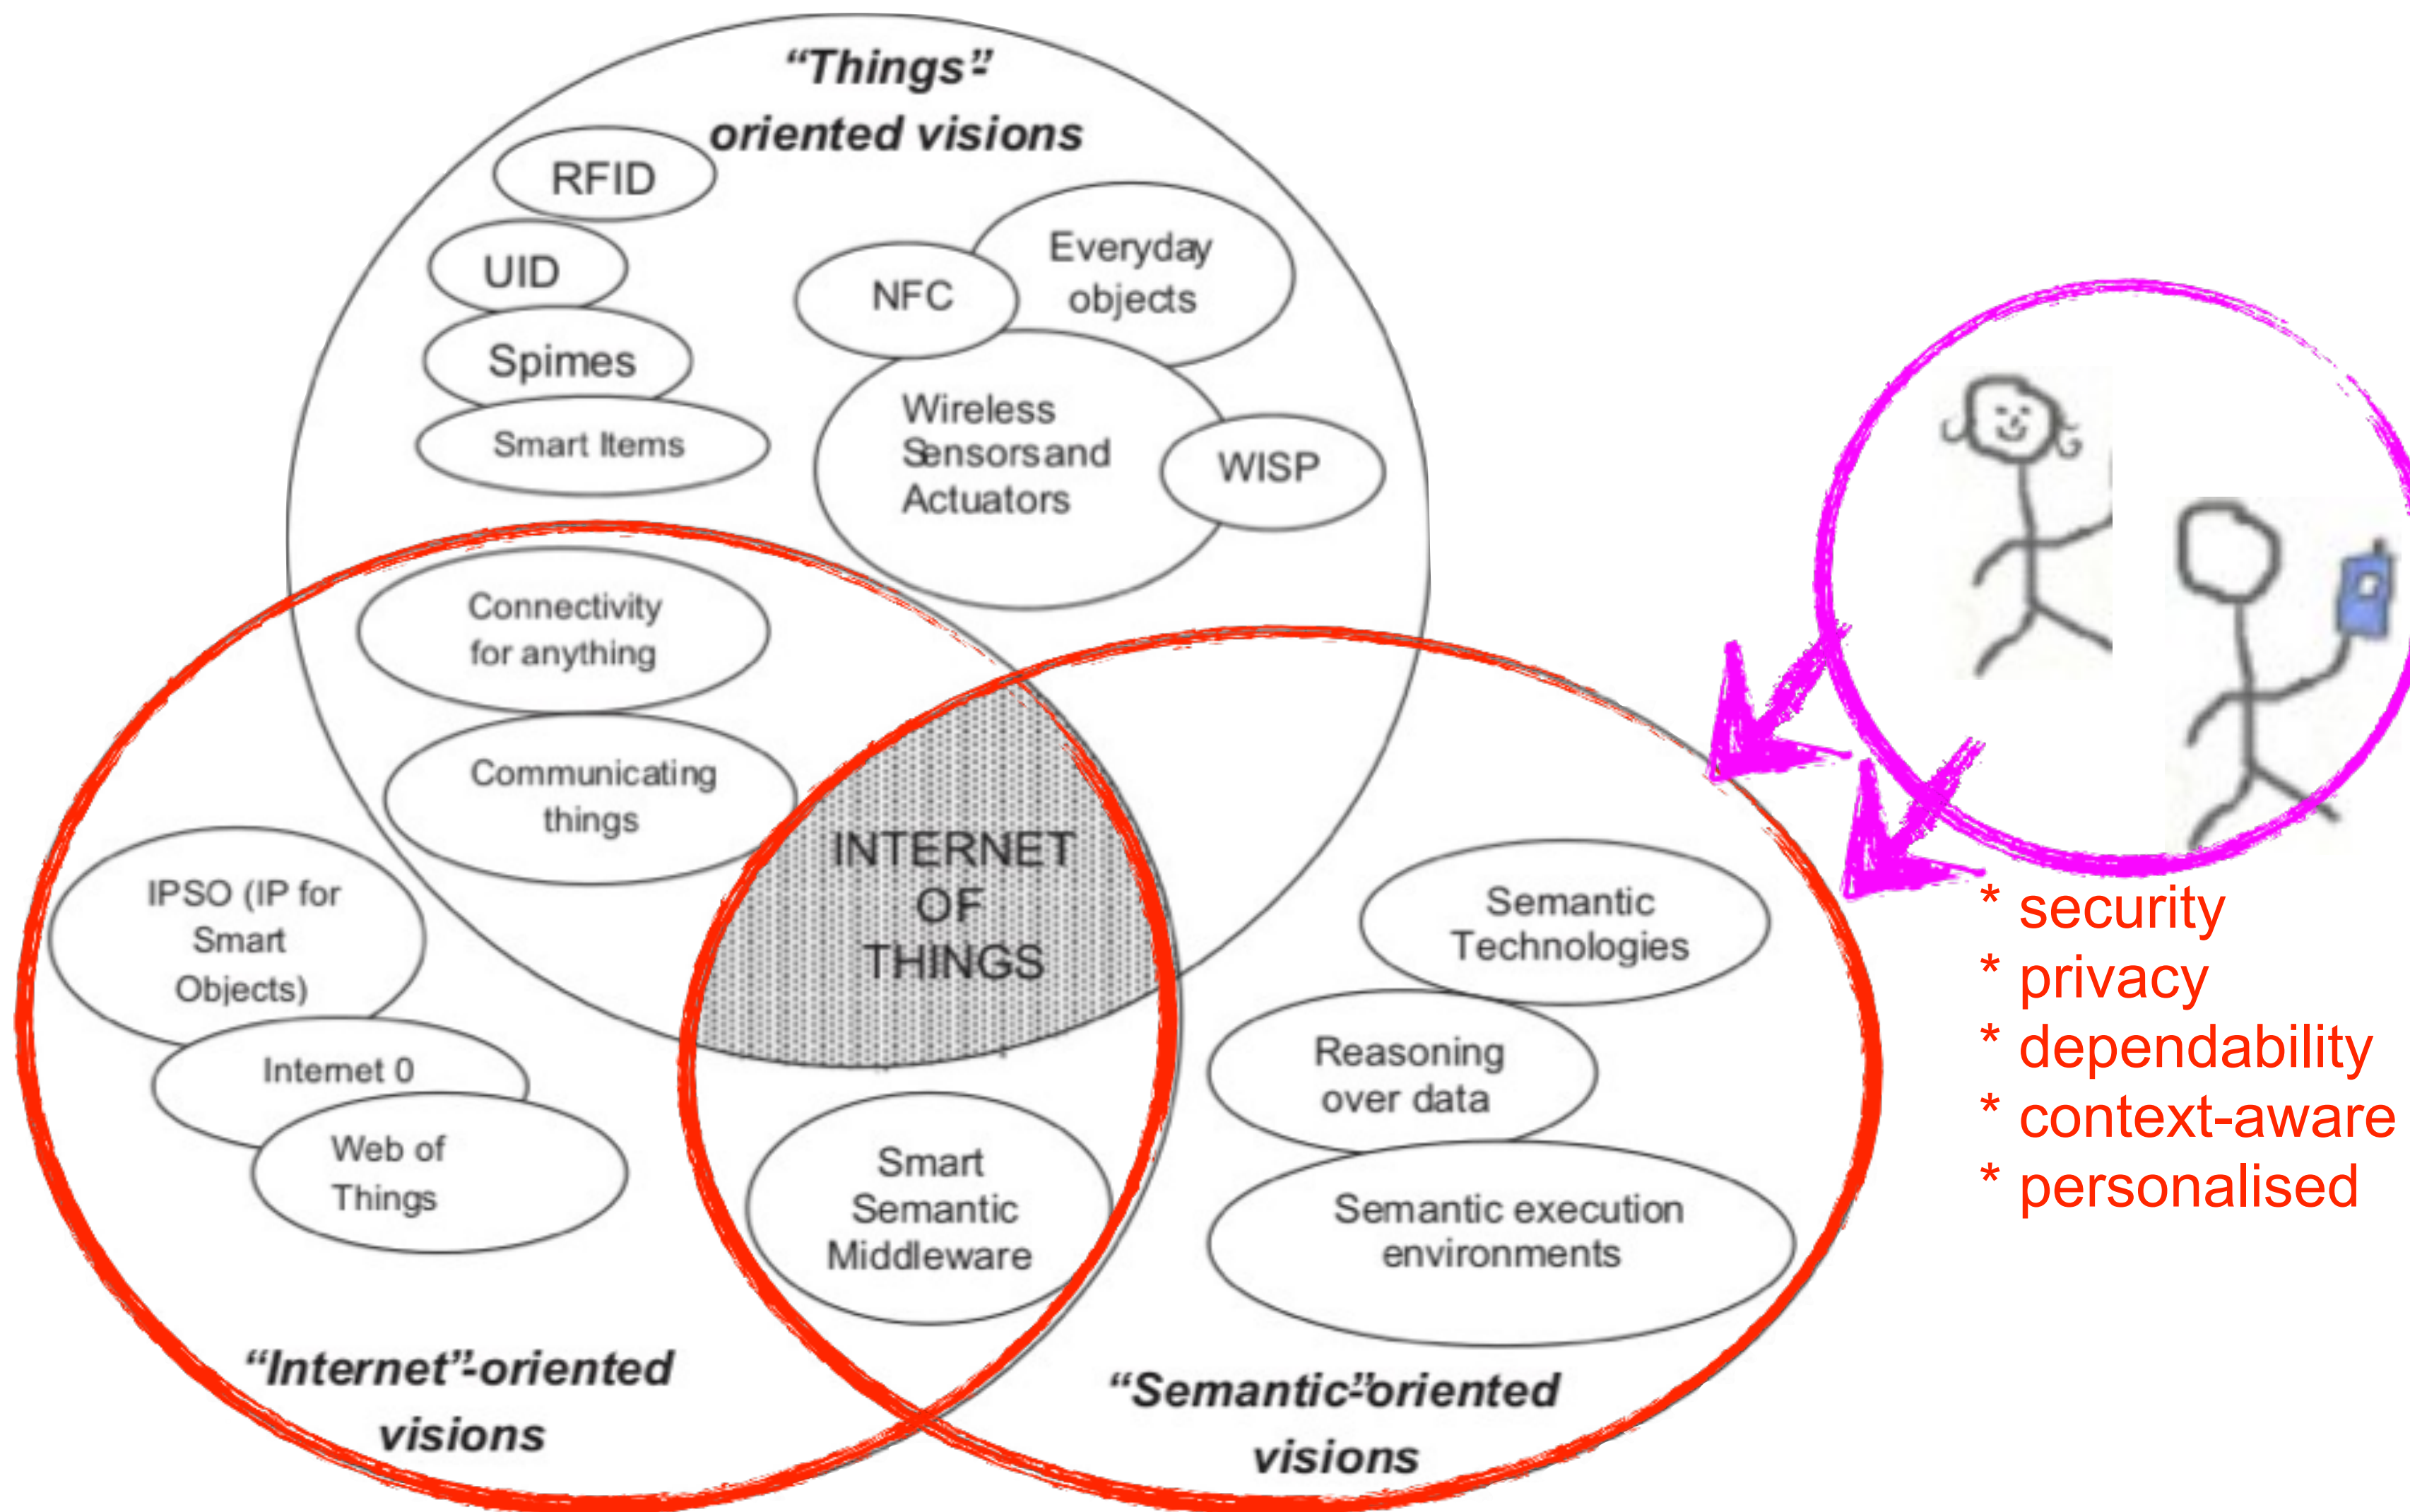 “Things”-
oriented visions
RFID
UID
Spimes
Smart Items
NFC
Everyday
objects
Wireless
Sensors and
Actuators
WISP
Connectivity
for anything
Communicating
things
INTERNET
OF
THINGS
IPSO (IP for
Smart
Objects)
Internet 0
Web of
Things
Smart
Semantic
Middleware
Semantic
Technologies
Reasoning
over data
Semantic execution
environments
“Internet”-oriented
visions
“Semantic”-oriented
visions
* security
* privacy
* dependability
* context-aware
* personalised